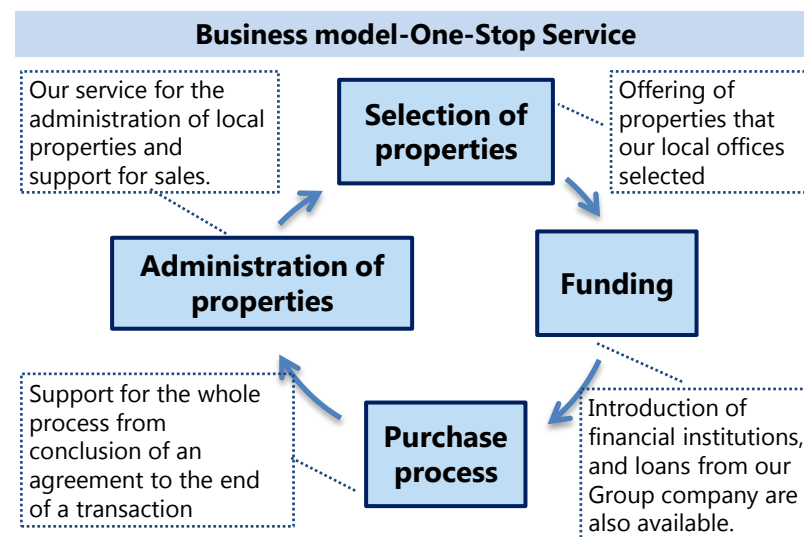 Business model-One-Stop Service
Our service for the
administration of local
properties and
support for sales.
Selection of
properties
Offering of
properties that
our local offices
selected
Administration of
properties
Funding
Support for the whole
process from
conclusion of an
agreement to the end
of a transaction
Purchase
process
Introduction of
financial institutions,
and loans from our
Group company are
also available.